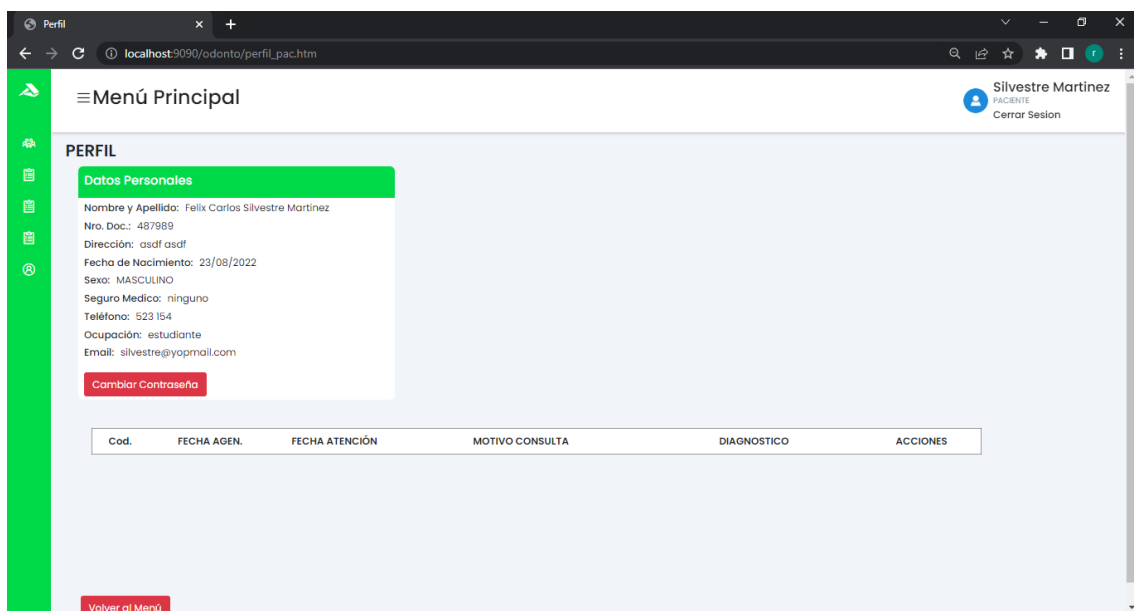 Perfil
localhost:9090/odonto/perfil_pac.htm
r
Menú Principal
Silvestre Martinez
PACIENTE
Cerrar Sesion
PERFIL
Datos Personales
Nombre y Apellido: Felix Carlos Silvestre Martinez
Nro. Doc.: 487989
Dirección: asdf asdf
Fecha de Nacimiento: 23/08/2022
Sexo: MASCULINO
Seguro Medico: ninguno
Teléfono: 523 154
Ocupación: estudiante
Email: silvestre@yopmail.com
Cambiar Contraseña
Cod. FECHA AGEN. FECHA ATENCIÓN MOTIVO CONSULTA DIAGNOSTICO ACCIONES
Volver al Menú